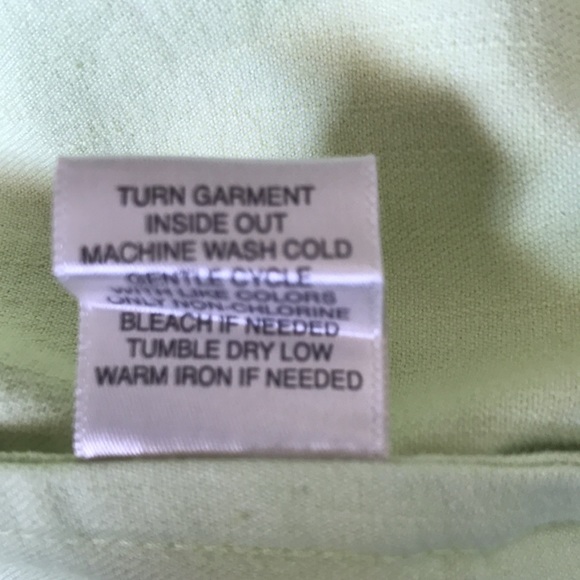 TURN GARMENT
INSIDE OUT
MACHINE WASH COLD
GENTLE CYCLE
WITH LIKE COLORS
ONLY NON-CHLORINE
BLEACH IF NEEDED
TUMBLE DRY LOW
WARM IRON IF NEEDED